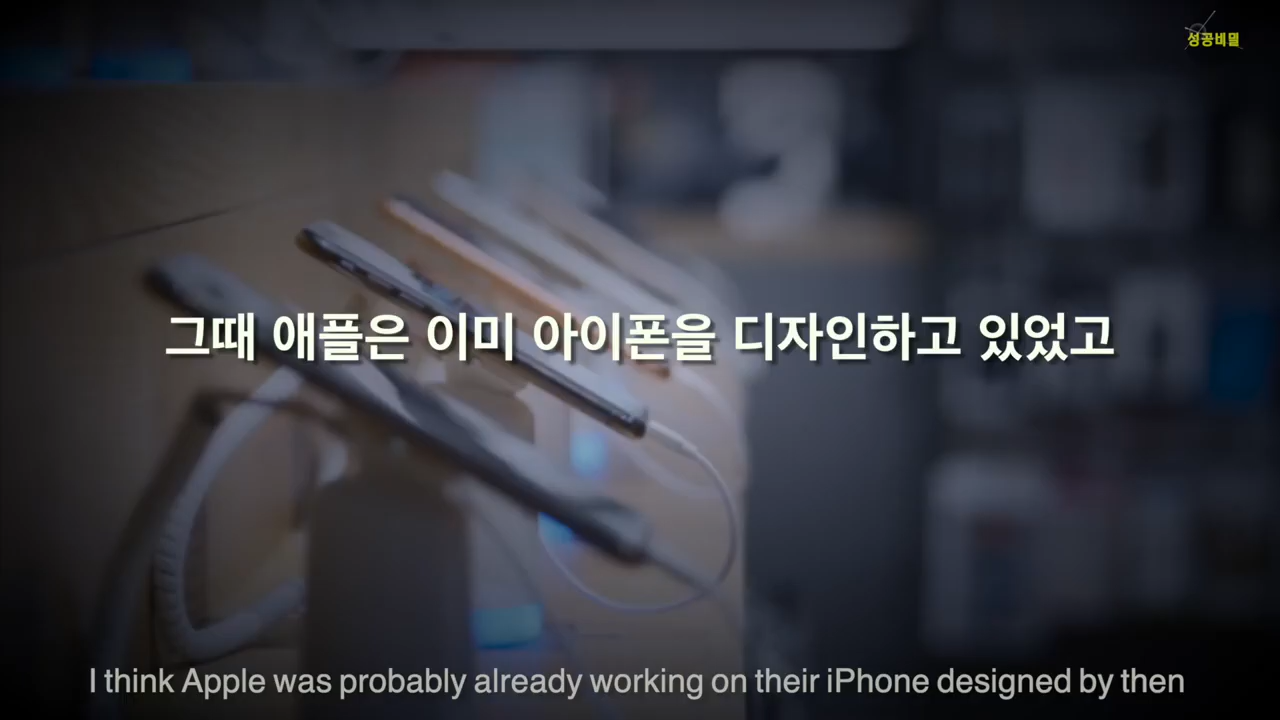 성공비밀
그때 애플은 이미 아이폰을 디자인하고 있었고
I think Apple was probably already working on their iPhone designed by then